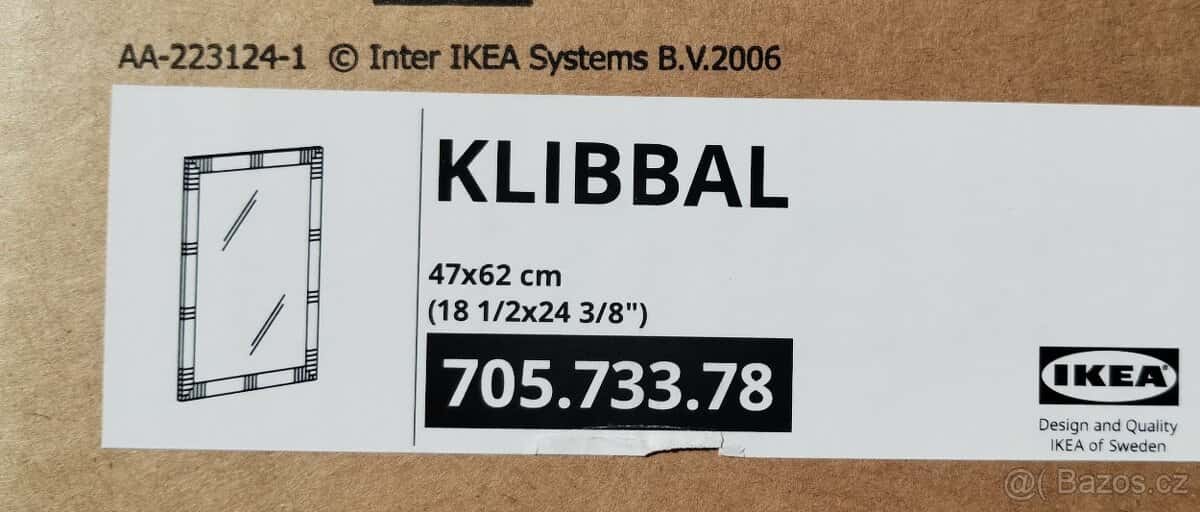 AA-223124-1 © Inter IKEA Systems B.V.2006
KLIBBAL
47x62 cm
(18 1/2x24 3/8")
705.733.78
IKEA®
Design and Quality
IKEA of Sweden
@( Bazos.cz